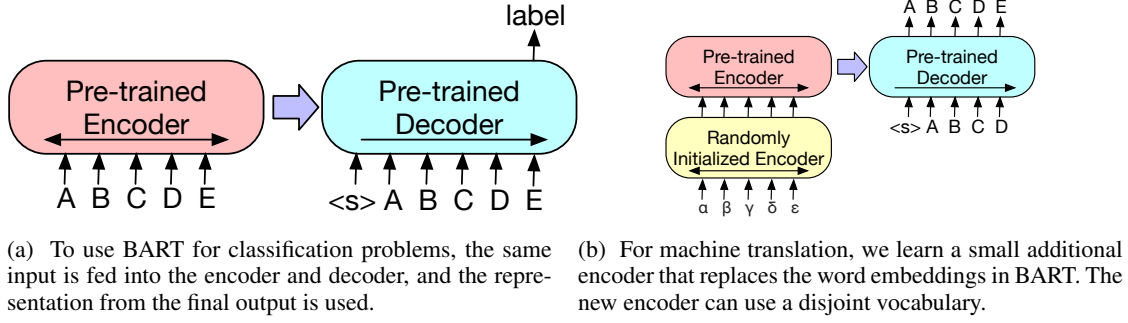 label
Pre-trained
Encoder
Pre-trained
Decoder
A B C D E
<s> A B C D E
(a) To use BART for classification problems, the same
input is fed into the encoder and decoder, and the repre-
sentation from the final output is used.
A B C D E
Pre-trained
Encoder
Pre-trained
Decoder
<s> A B C D
Randomly
Initialized Encoder
α β γ δ ε
(b) For machine translation, we learn a small additional
encoder that replaces the word embeddings in BART. The
new encoder can use a disjoint vocabulary.